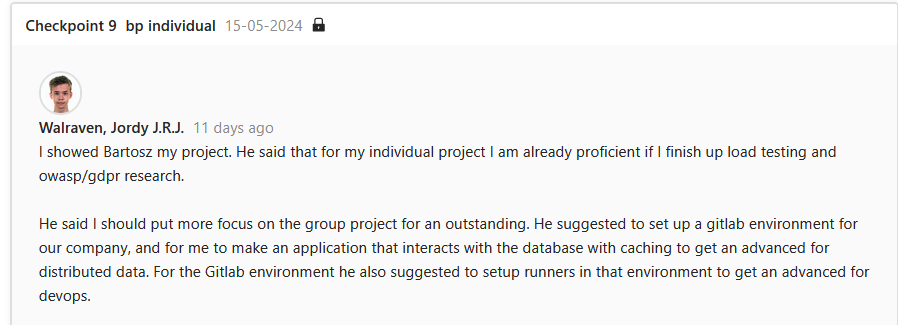 Checkpoint 9 bp individual 15-05-2024
Walraven, Jordy J.R.J. 11 days ago
I showed Bartosz my project. He said that for my individual project I am already proficient if I finish up load testing and
owasp/gdpr research.
He said I should put more focus on the group project for an outstanding. He suggested to set up a gitlab environment for
our company, and for me to make an application that interacts with the database with caching to get an advanced for
distributed data. For the Gitlab environment he also suggested to setup runners in that environment to get an advanced for
devops.